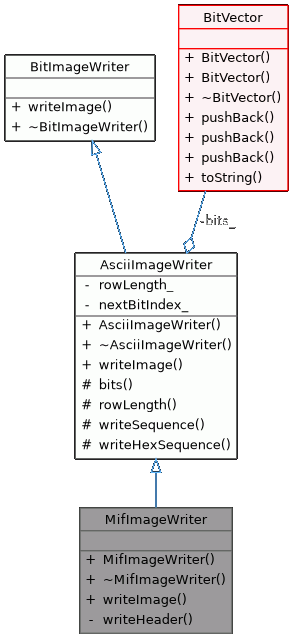 BitVector
+ BitVector()
+ BitVector()
+ ~BitVector()
+ pushBack()
+ pushBack()
+ pushBack()
+ toString()
BitImageWriter
+ writeImage()
+ ~BitImageWriter()
-bits_
AsciiImageWriter
- rowLength_
- nextBitIndex_
+ AsciiImageWriter()
+ ~AsciiImageWriter()
+ writeImage()
# bits()
# rowLength()
# writeSequence()
# writeHexSequence()
MifImageWriter
+ MifImageWriter()
+ ~MifImageWriter()
+ writeImage()
- writeHeader()